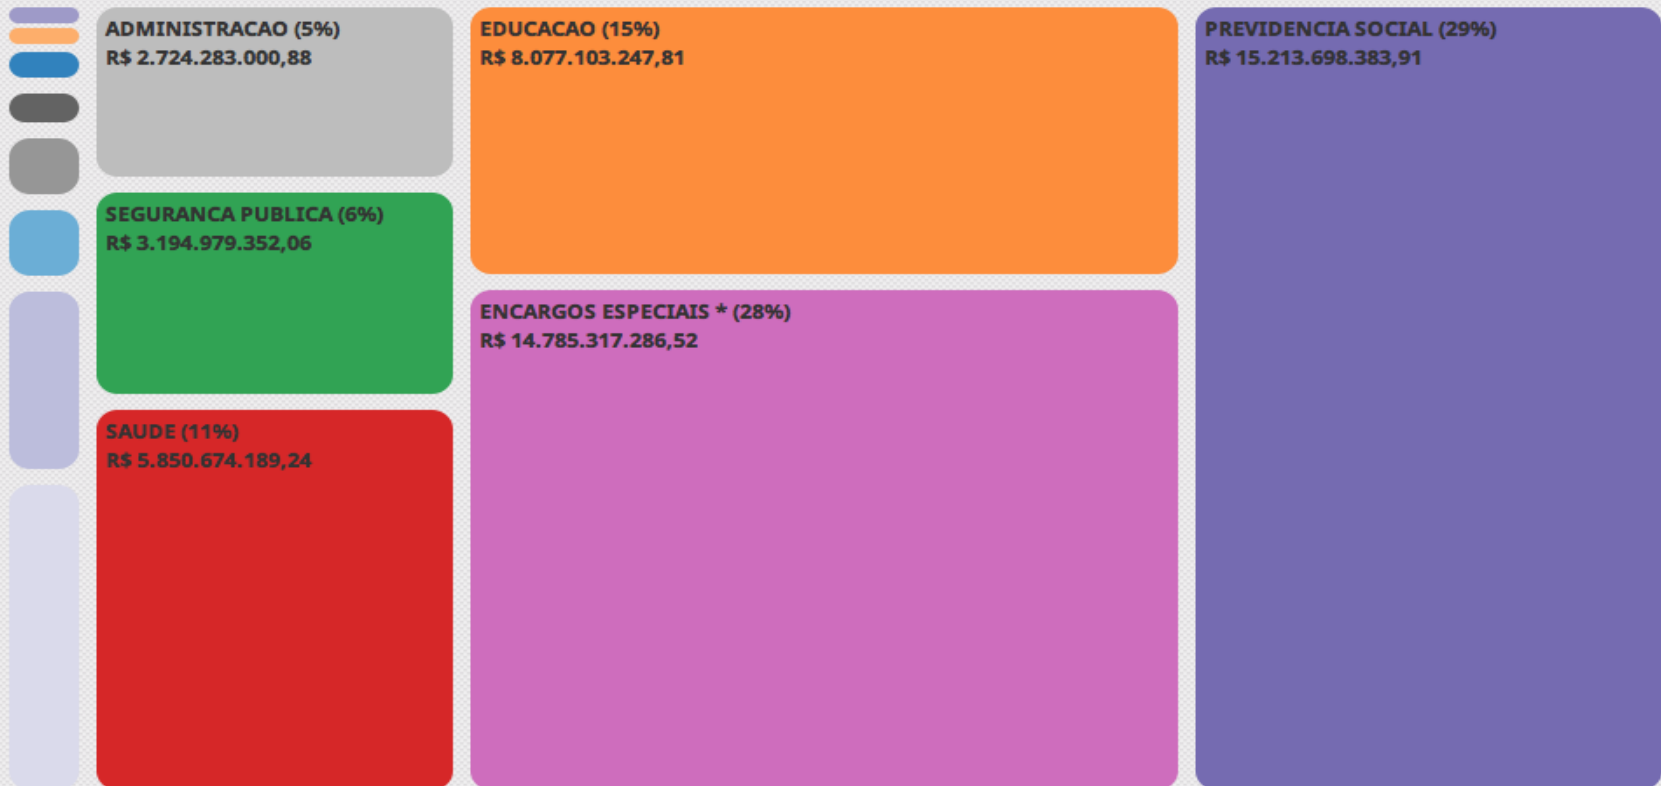 ADMINISTRACAO (5%)
R$ 2.724.283.000,88
SEGURANCA PUBLICA (6%)
R$ 3.194.979.352,06
SAUDE (11%)
R$ 5.850.674.189,24
EDUCACAO (15%)
R$ 8.077.103.247,81
ENCARGOS ESPECIAIS * (28%)
R$ 14.785.317.286,52
PREVIDENCIA SOCIAL (29%)
R$ 15.213.698.383,91